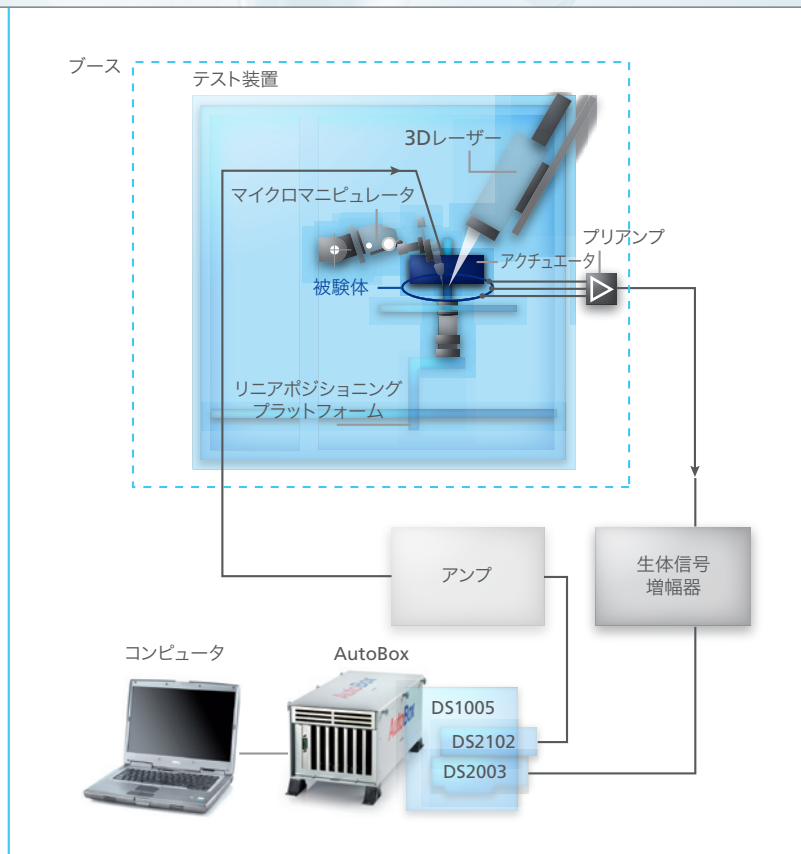 ブース
テスト装置
3Dレーザー
マイクロマニピュレータ
プリアンプ
アクチュエータ
被験体
リニアポジショニング
プラットフォーム
アンプ
生体信号
増幅器
コンピュータ
AutoBox
AutoBox
AutoBox
DS1005
DS2102
DS2003